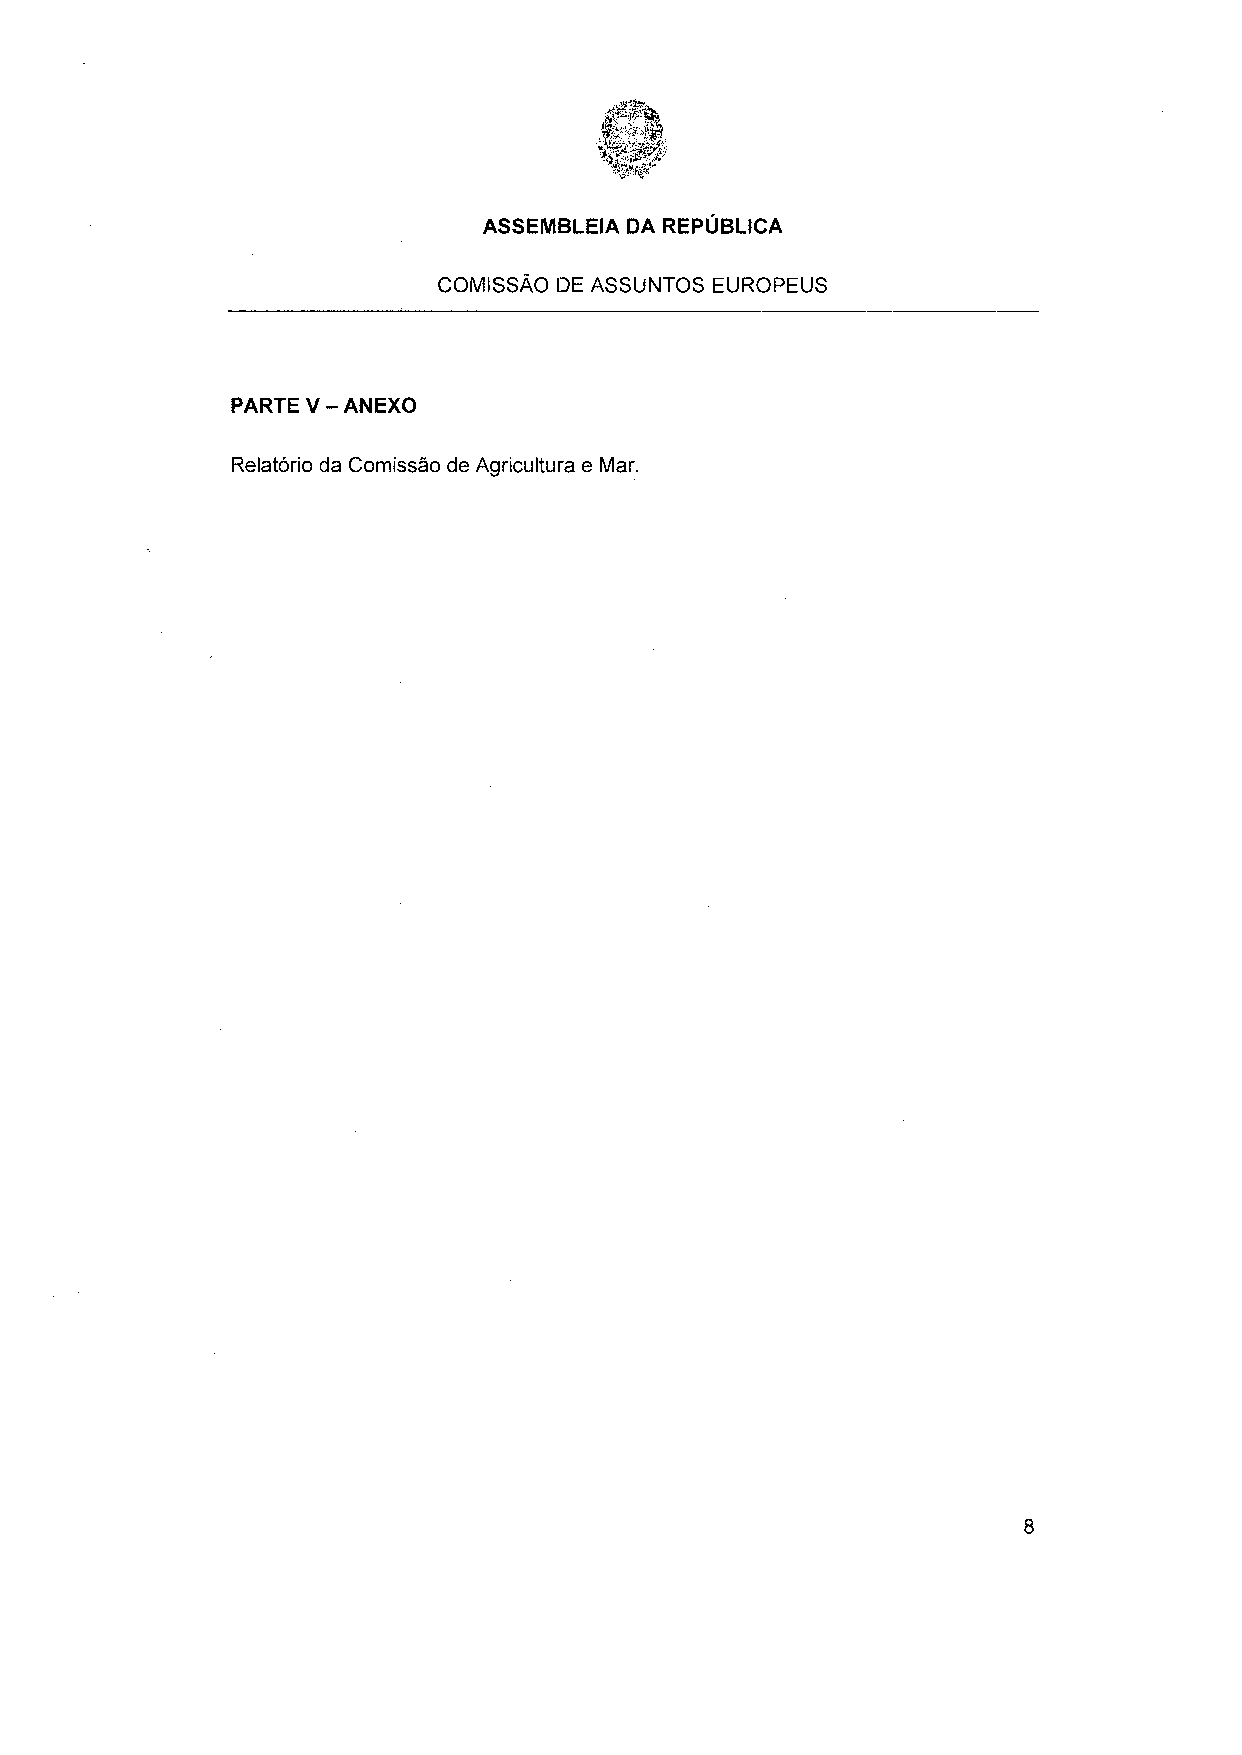 ASSEMBLEIA DA REPÚBLICA
COMISSÃO DE ASSUNTOS EUROPEUS
PARTE V – ANEXO
Relatório da Comissão de Agricultura e Mar.
8